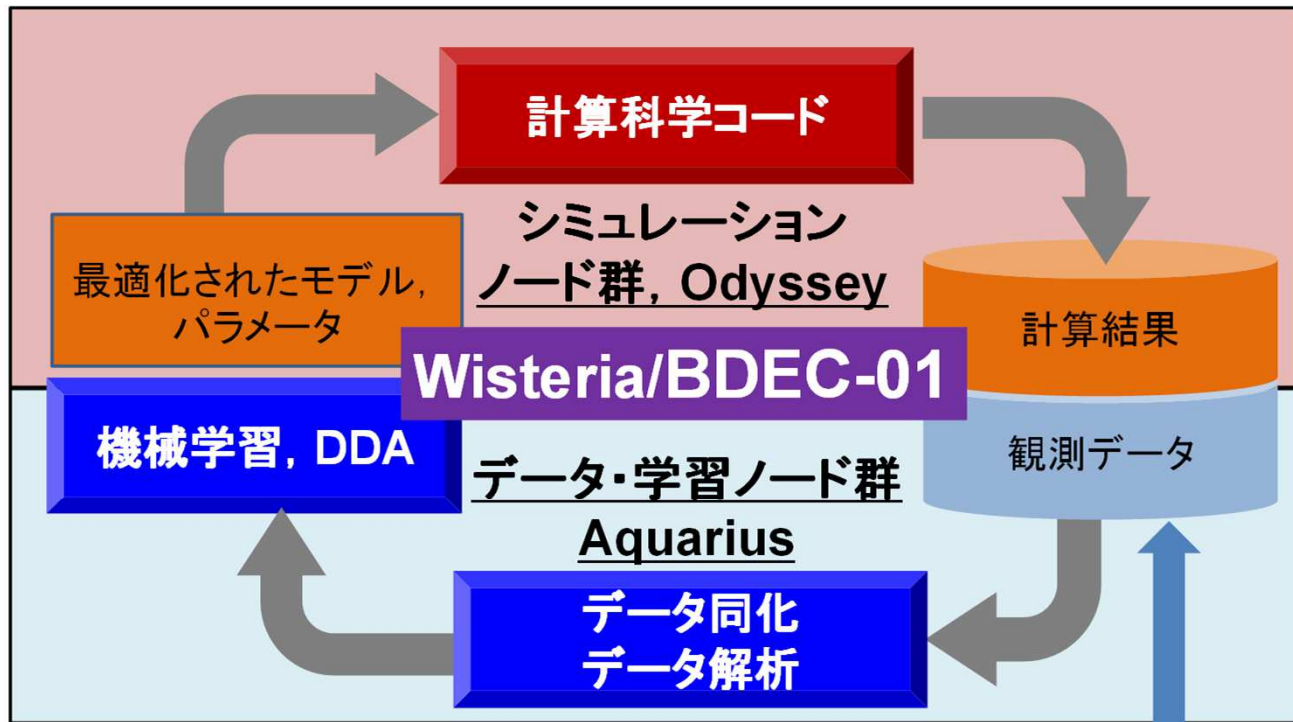 計算科学コード
シミュレーション
ノード群, Odyssey
最適化されたモデル,
パラメータ
計算結果
Wisteria/BDEC-01
機械学習, DDA
観測データ
データ・学習ノード群
Aquarius
データ同化
データ解析